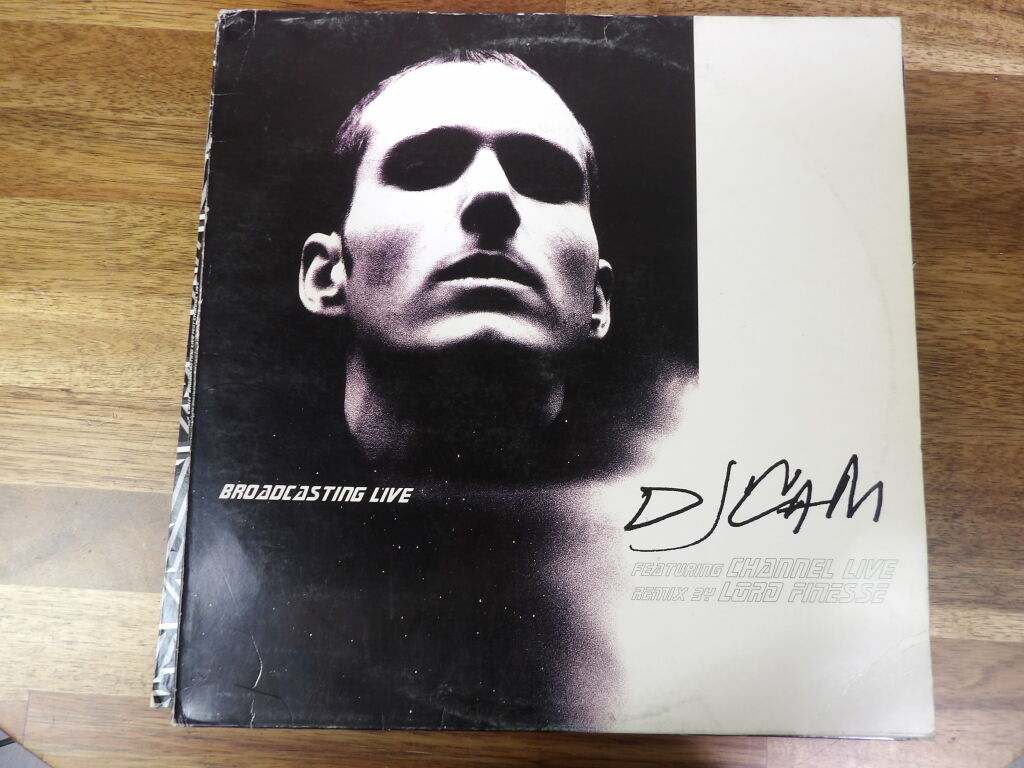 BROADCASTING LIVE
DJ CAM
FEATURING CHANNEL LIVE
REMIX BY LORD FINESSE